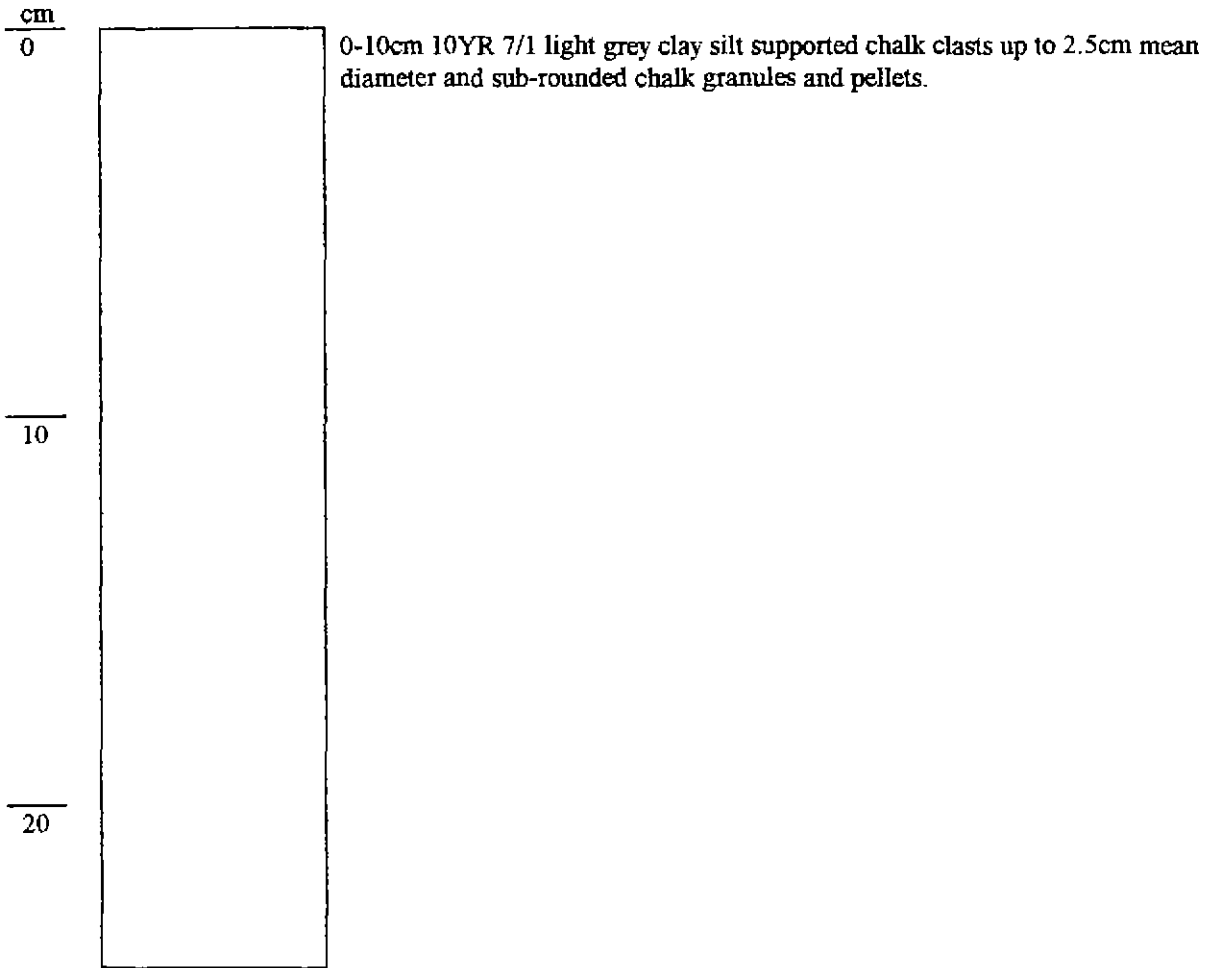 cm
0
0-10cm 10YR 7/1 light grey clay silt supported chalk clasts up to 2.5cm mean
diameter and sub-rounded chalk granules and pellets.
10
20